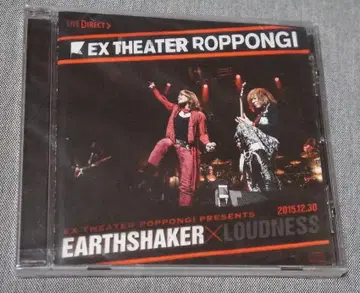 LIVE DIRECT
EX THEATER ROPPONGI
2015.12.30
EX THEATER ROPPONGI PRESENTS
EARTHSHAKER × LOUDNESS